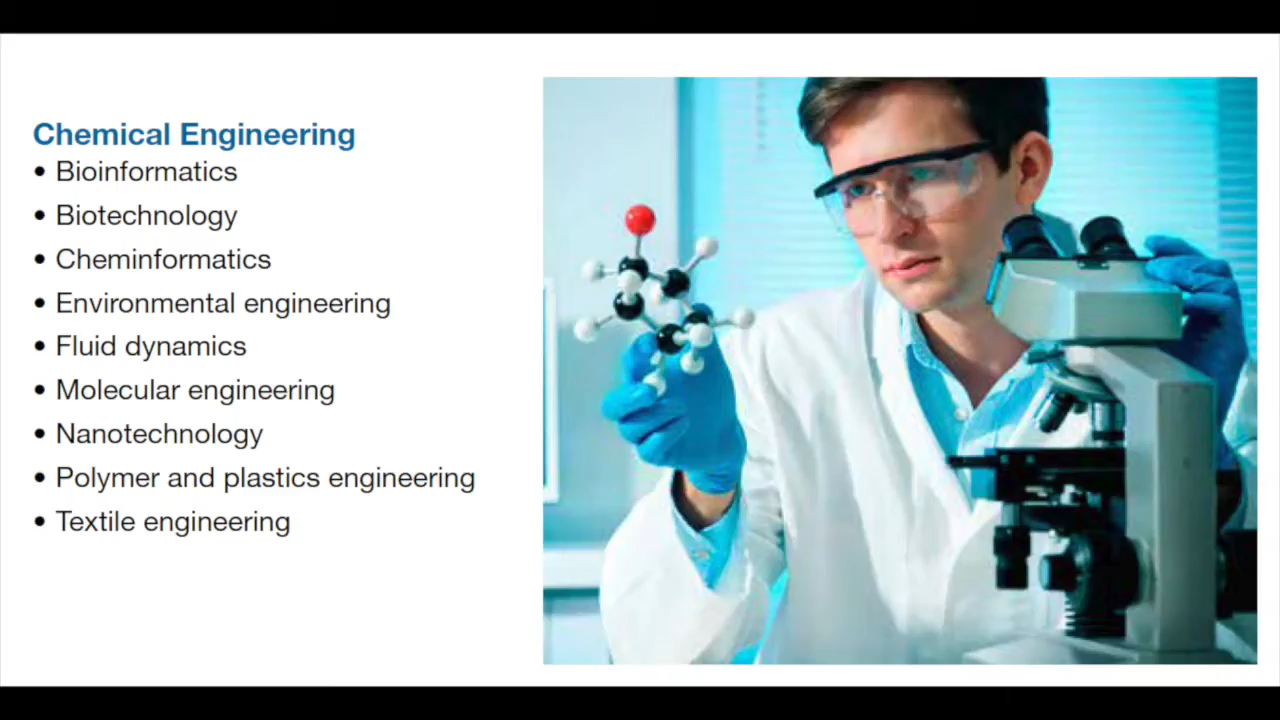 Chemical Engineering
• Bioinformatics
• Biotechnology
• Cheminformatics
• Environmental engineering
• Fluid dynamics
• Molecular engineering
• Nanotechnology
• Polymer and plastics engineering
• Textile engineering